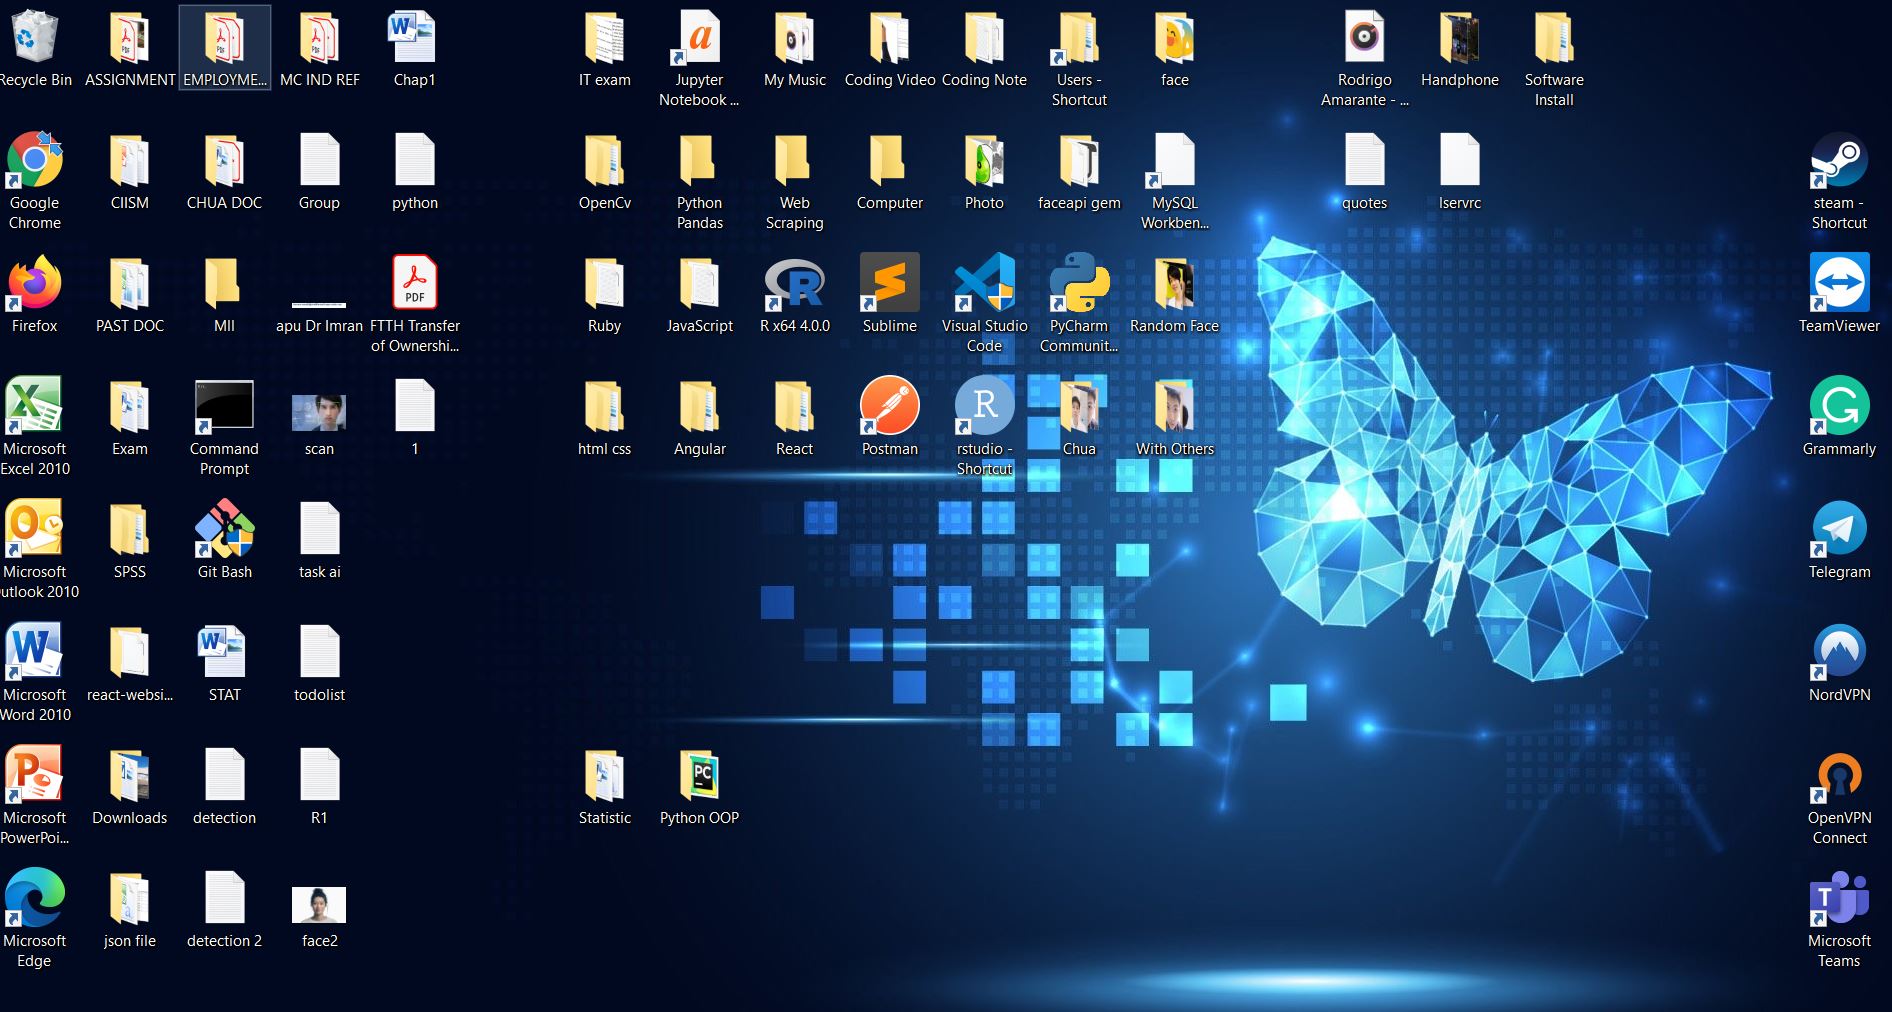 Recycle Bin
ASSIGNMENT
EMPLOYME...
MC IND REF
Chap1
IT exam
Jupyter
Notebook ...
My Music
Coding Video
Coding Note
Users -
Shortcut
face
Rodrigo
Amarante - ...
Handphone
Software
Install
Google
Chrome
CIISM
CHUA DOC
Group
python
OpenCv
Python
Pandas
Web
Scraping
Computer
Photo
faceapi gem
MySQL
Workben...
quotes
lservrc
steam -
Shortcut
Firefox
PAST DOC
MII
apu Dr Imran
FTTH Transfer
of Ownershi...
PDF
Ruby
JavaScript
R x64 4.0.0
Sublime
Visual Studio
Code
PyCharm
Communit...
Random Face
TeamViewer
Microsoft
Excel 2010
Exam
Command
Prompt
scan
1
html css
Angular
React
Postman
rstudio -
Shortcut
Chua
With Others
Grammarly
Microsoft
Outlook 2010
SPSS
Git Bash
task ai
Telegram
Microsoft
Word 2010
react-websi...
STAT
todolist
NordVPN
Microsoft
PowerPoi...
Downloads
detection
R1
Statistic
Python OOP
OpenVPN
Connect
Microsoft
Edge
json file
detection 2
face2
Microsoft
Teams